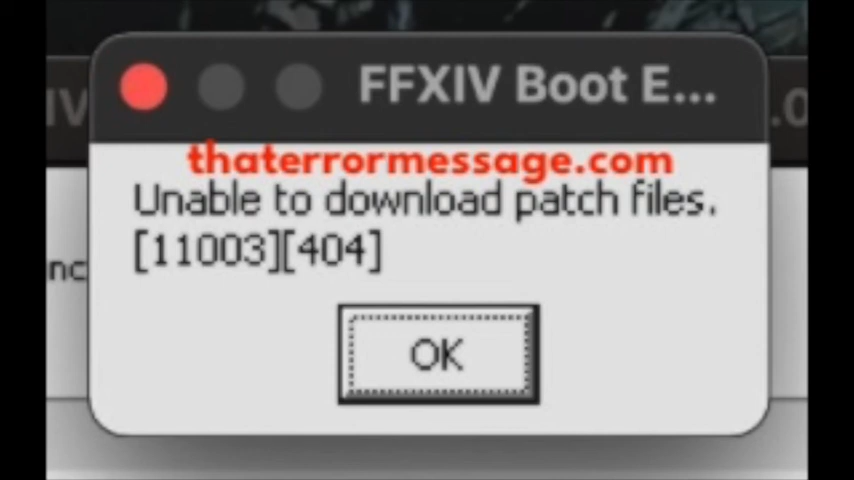 FFXIV Boot E...
thaterrormessage.com
Unable to download patch files.
[11003][404]
OK